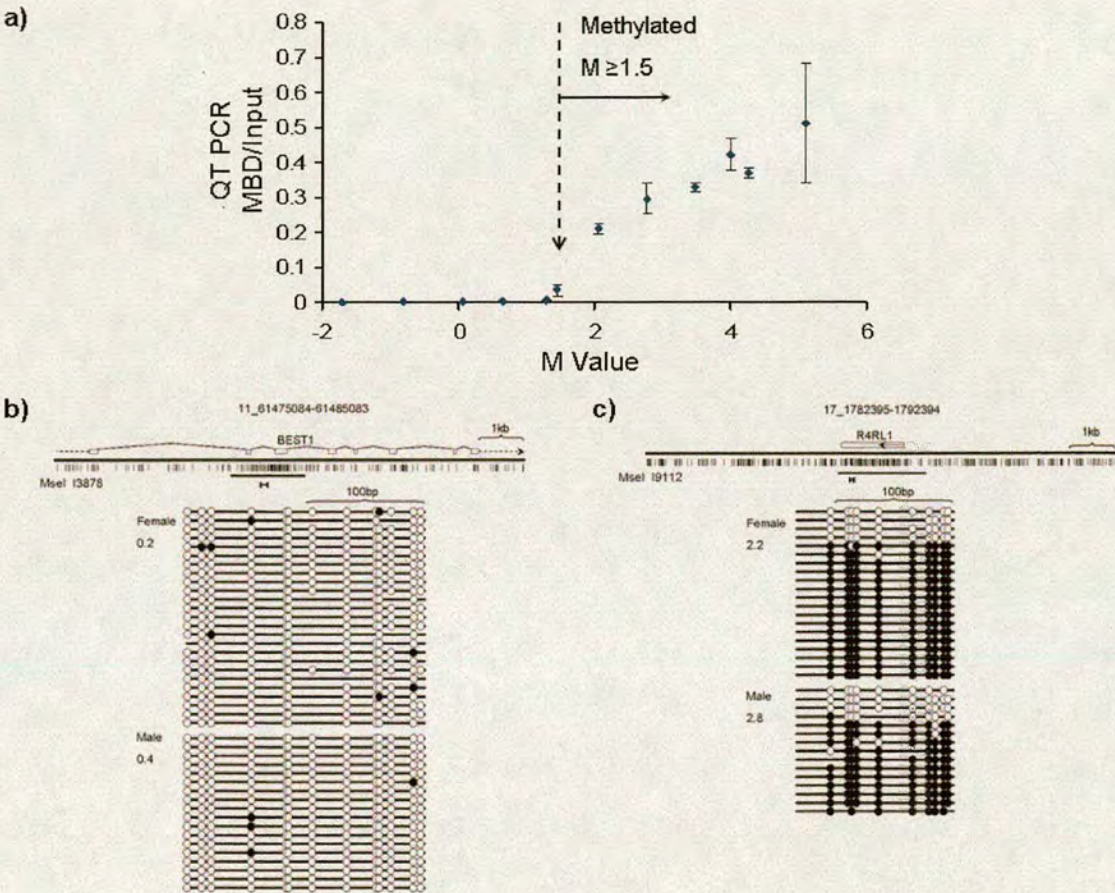 a)
0.8
0.7
0.6
0.5
0.4
0.3
0.2
0.1
0
QT PCR
MBD/Input
Methylated
M ≥1.5
-2
0
2
4
6
M Value
b)
11_61475084-61485083
BEST1
1kb
MseI I3878
100bp
Female
0.2
Male
0.4
c)
17_1782395-1792394
R4RL1
1kb
MseI I9112
100bp
Female
2.2
Male
2.8